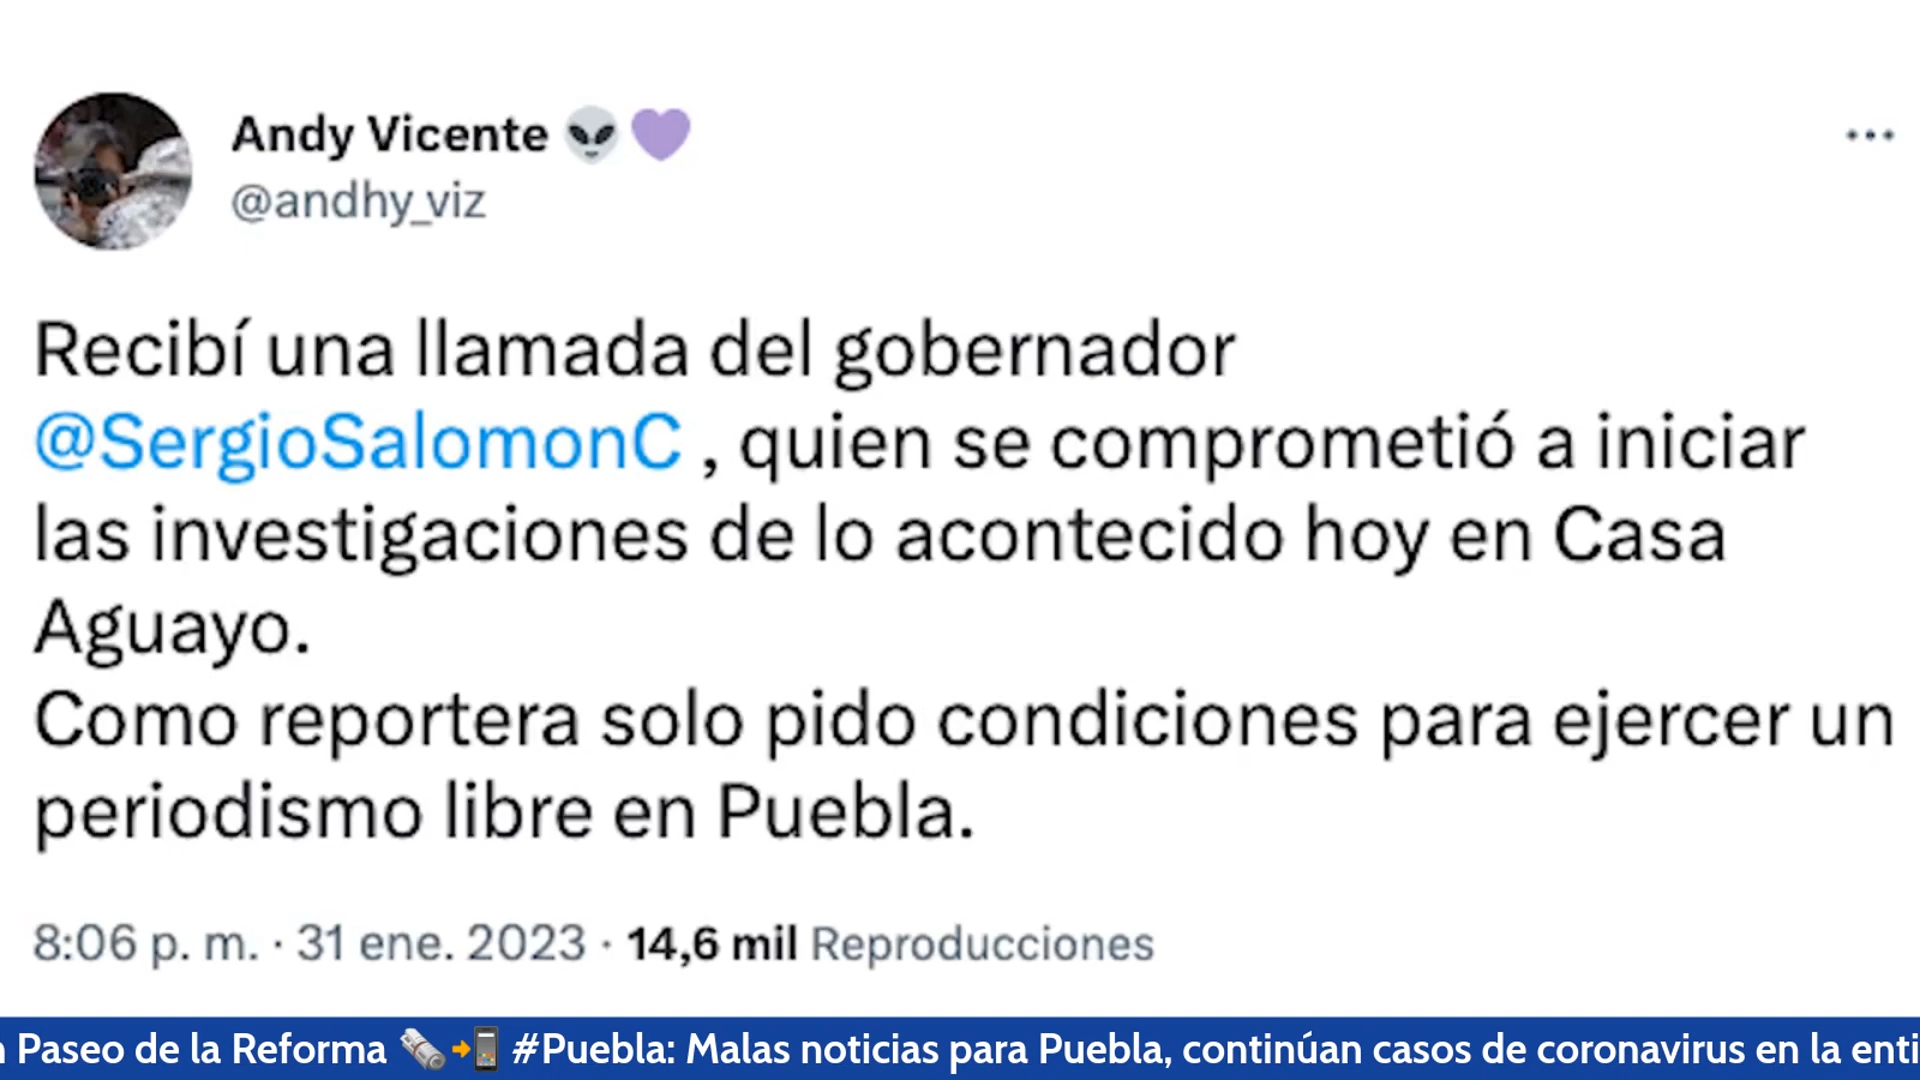 Andy Vicente 👽💜
@andhy_viz
Recibí una llamada del gobernador
@SergioSalomonC , quien se comprometió a iniciar
las investigaciones de lo acontecido hoy en Casa
Aguayo.
Como reportera solo pido condiciones para ejercer un
periodismo libre en Puebla.
8:06 p. m. · 31 ene. 2023 · 14,6 mil Reproducciones
Paseo de la Reforma 🗞️📲 #Puebla: Malas noticias para Puebla, continúan casos de coronavirus en la enti